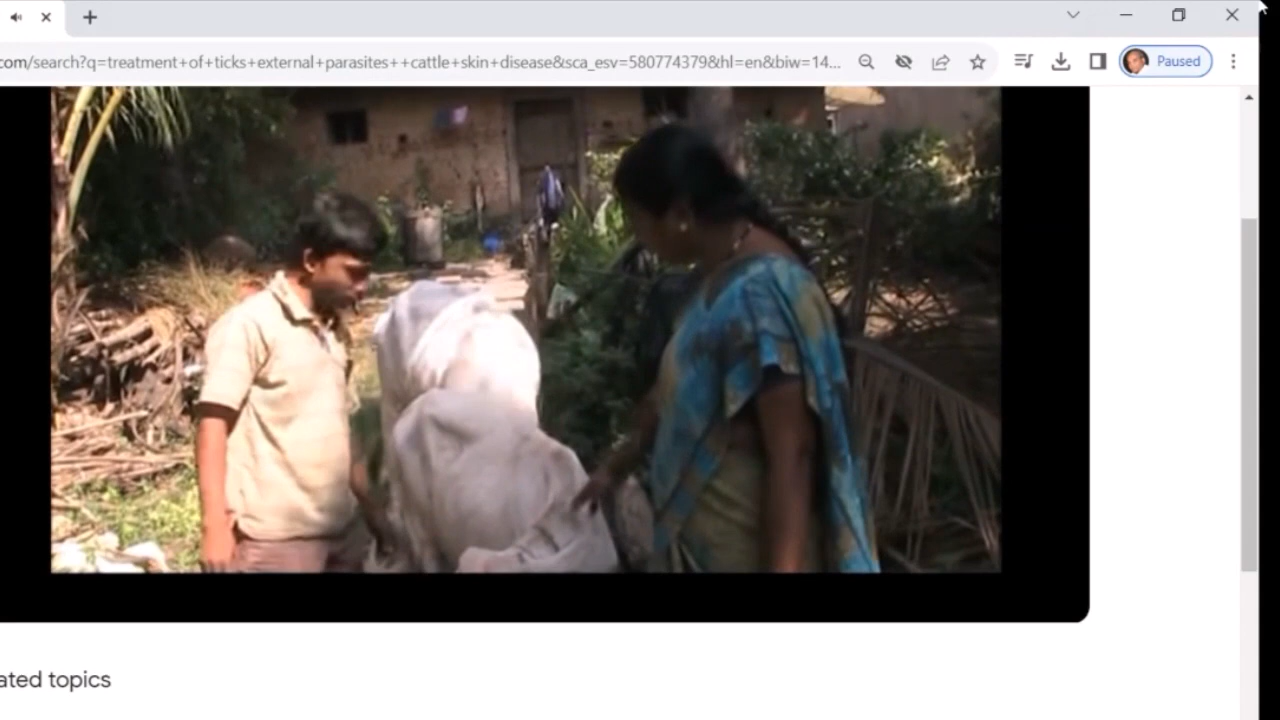 com/search?q=treatment+of+ticks+external+parasites++cattle+skin+disease&sca_esv=580774379&hl=en&biw=14...
Paused
ated topics